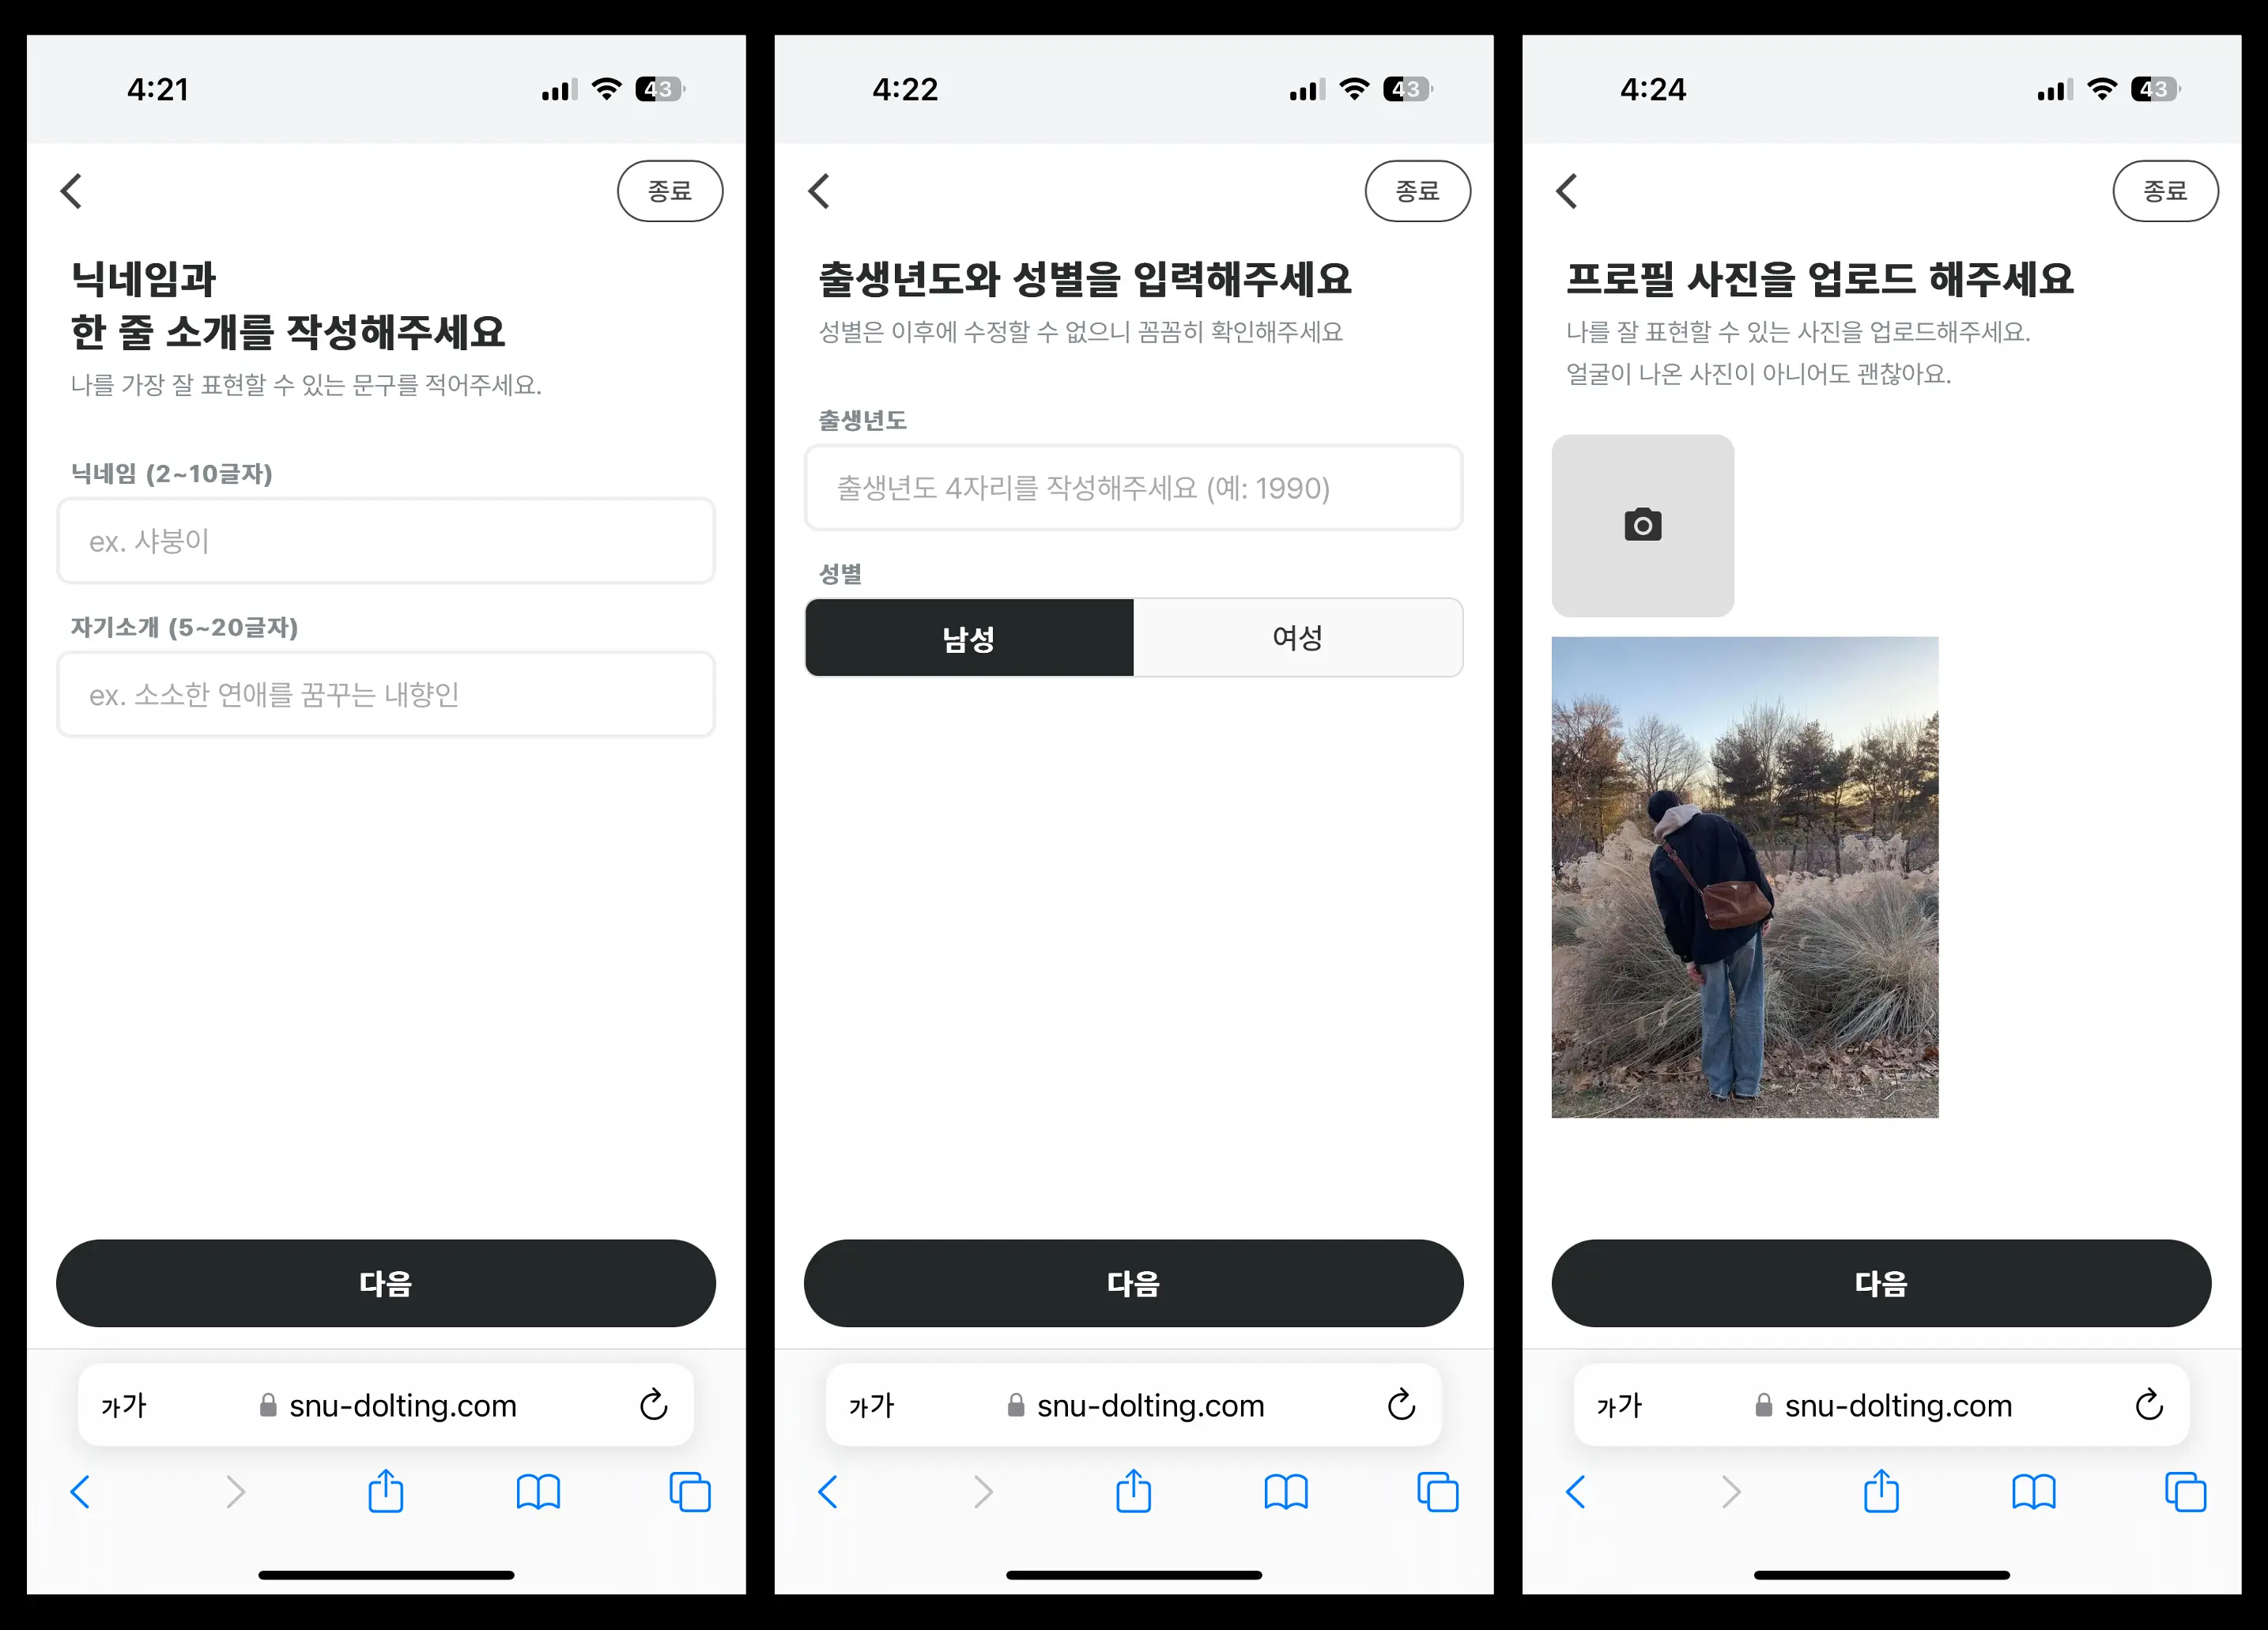 4:21
43
종료
닉네임과
한 줄 소개를 작성해주세요
나를 가장 잘 표현할 수 있는 문구를 적어주세요.
닉네임 (2~10글자)
ex. 샤붕이
자기소개 (5~20글자)
ex. 소소한 연애를 꿈꾸는 내향인
다음
가가
snu-dolting.com
4:22
43
종료
출생년도와 성별을 입력해주세요
성별은 이후에 수정할 수 없으니 꼼꼼히 확인해주세요
출생년도
출생년도 4자리를 작성해주세요 (예: 1990)
성별
남성 여성
다음
가가
snu-dolting.com
4:24
43
종료
프로필 사진을 업로드 해주세요
나를 잘 표현할 수 있는 사진을 업로드해주세요.
얼굴이 나온 사진이 아니어도 괜찮아요.
다음
가가
snu-dolting.com